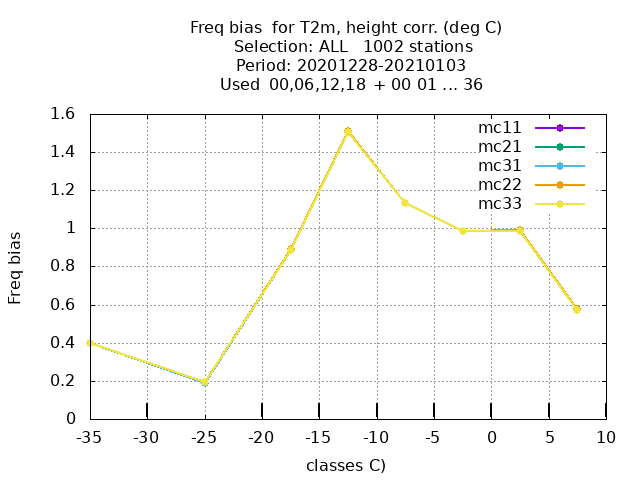 Freq bias  for T2m, height corr. (deg C)
Selection: ALL   1002 stations
Period: 20201228-20210103
Used  00,06,12,18  + 00 01 ... 36
mc11
mc21
mc31
mc22
mc33
Freq bias
1.6
1.4
1.2
1
0.8
0.6
0.4
0.2
0
-35 -30 -25 -20 -15 -10 -5 0 5 10
classes C)